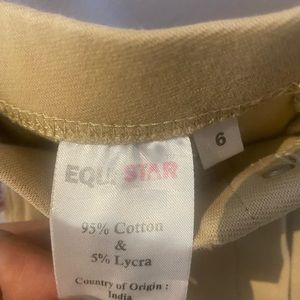 EQUI STAR
6
95% Cotton
&
5% Lycra
Country of Origin :
India